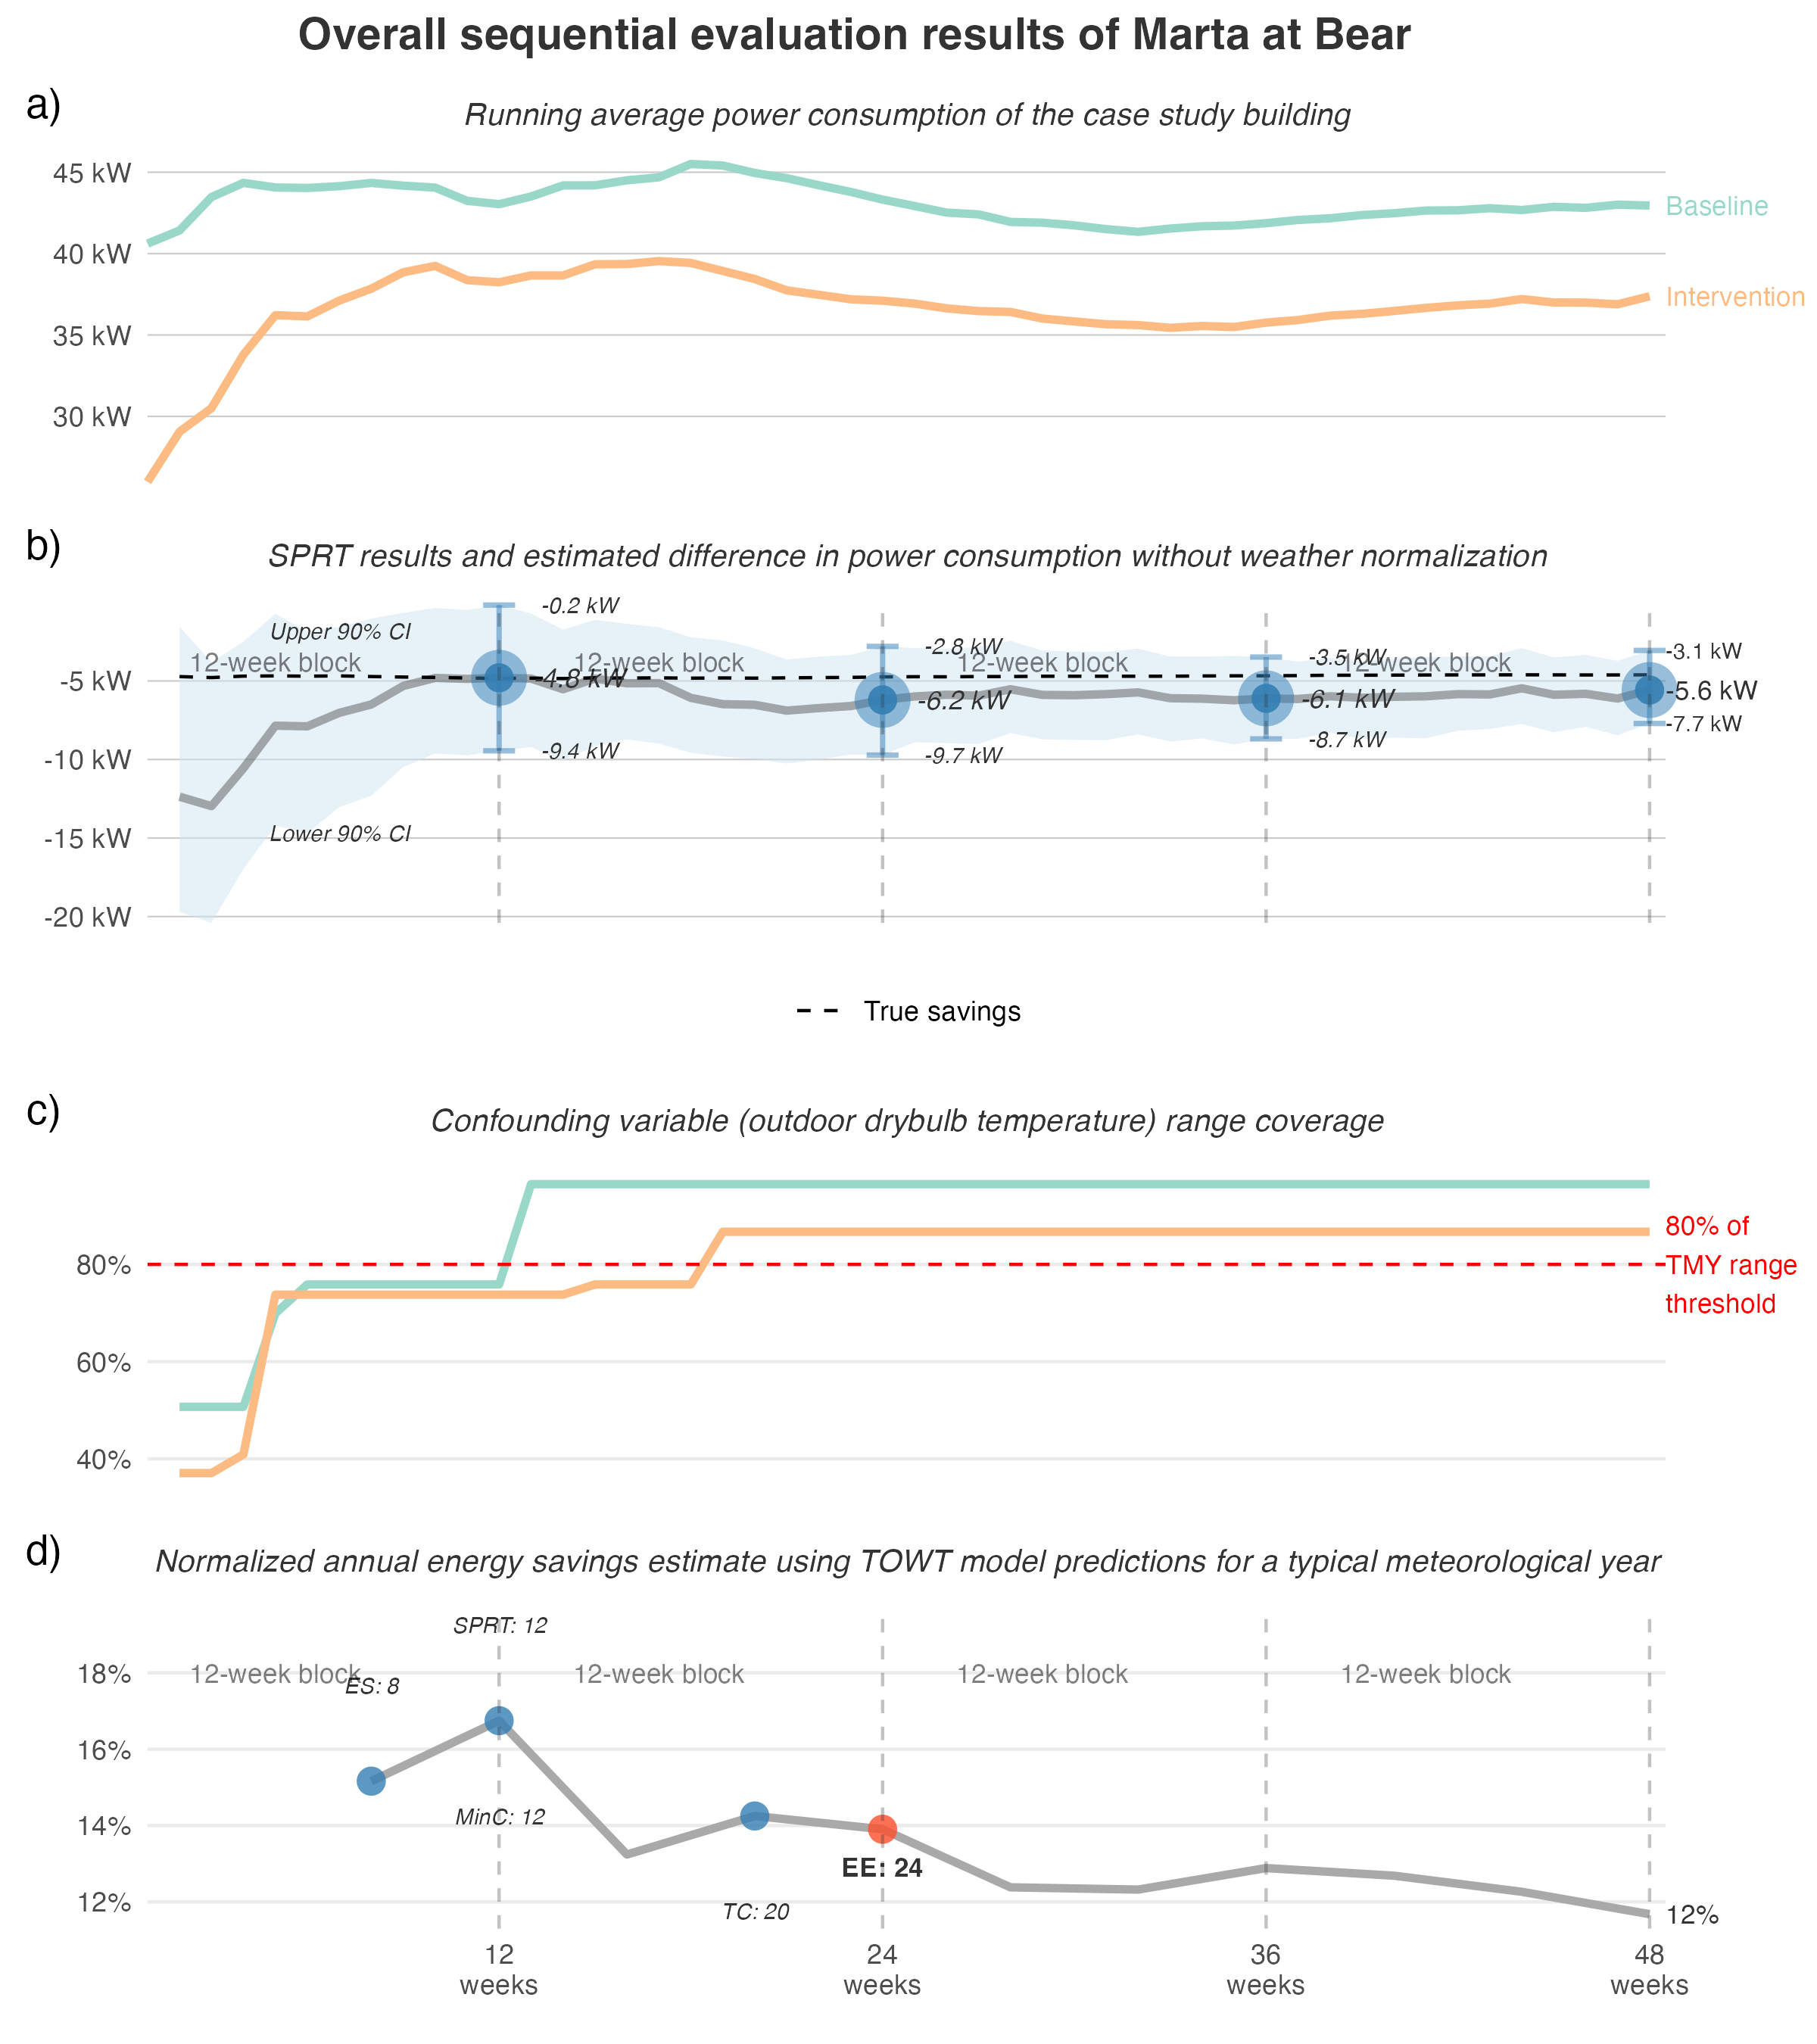 Overall sequential evaluation results of Marta at Bear
a)
Running average power consumption of the case study building
45 kW
Baseline
40 kW
Intervention
35 kW
30 kW
b)
SPRT results and estimated difference in power consumption without weather normalization
-0.2 kW
Upper 90% CI
-2.8 kW
-3.5 kW
-3.1 kW
12-week block
12-week block
12-week block
12-week block
-5 kW
-4.8 kW
-6.2 kW
-6.1 kW
-5.6 kW
-7.7 kW
-9.4 kW
-9.7 kW
-8.7 kW
-10 kW
Lower 90% CI
-15 kW
-20 kW
True savings
c)
Confounding variable (outdoor drybulb temperature) range coverage
80% of
TMY range
threshold
80%
60%
40%
d)
Normalized annual energy savings estimate using TOWT model predictions for a typical meteorological year
SPRT: 12
18%
12-week block
12-week block
12-week block
12-week block
ES: 8
16%
MinC: 12
14%
EE: 24
TC: 20
12%
12%
12
weeks
24
weeks
36
weeks
48
weeks